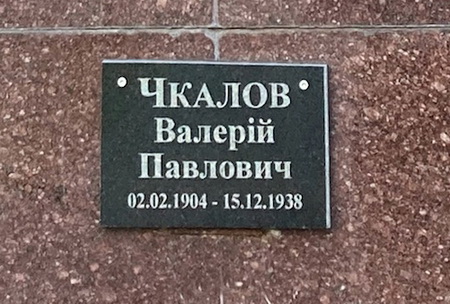 Чкалов
Валерій
Павлович
02.02.1904 - 15.12.1938